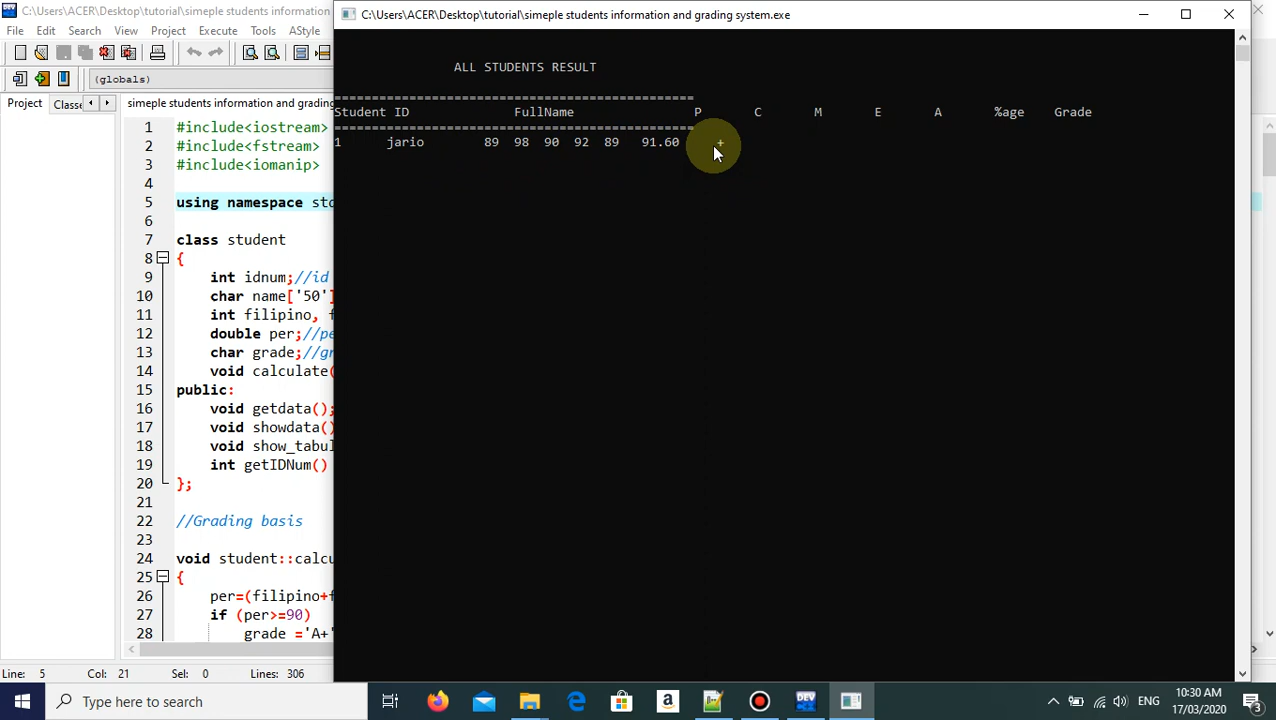 C:\Users\ACER\Desktop\tutorial\simeple students information and grading system.exe
C:\Users\ACER\Desktop\tutorial\simeple students information
File Edit Search View Project Execute Tools AStyle
(globals)
Project Classe simeple students information and grading
ALL STUDENTS RESULT
===============================================
Student ID FullName P C M E A %age Grade
===============================================
1 jario 89 98 90 92 89 91.60 +
1 #include<iostream>
2 #include<fstream>
3 #include<iomanip>
4
5 using namespace std
6
7 class student
8 {
9 int idnum;//id
10 char name['50']
11 int filipino,
12 double per;//pe
13 char grade;//gr
14 void calculate(
15 public:
16 void getdata();
17 void showdata()
18 void show_tabul
19 int getIDNum()
20 };
21
22 //Grading basis
23
24 void student::calcu
25 {
26 per=(filipino+f
27 if (per>=90)
28 grade ='A+'
Line: 5 Col: 21 Sel: 0 Lines: 306
Type here to search
DEV
ENG
10:30 AM
17/03/2020
3